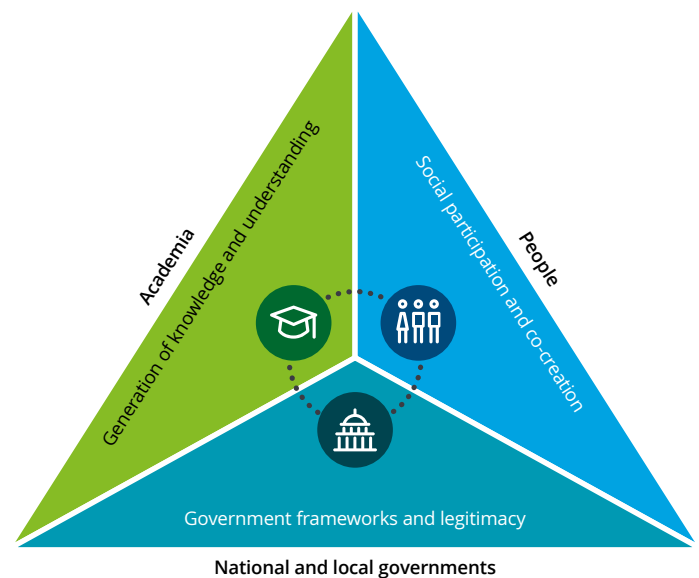 Academia
Generation of knowledge and understanding
People
Social participation and co-creation
Government frameworks and legitimacy
National and local governments